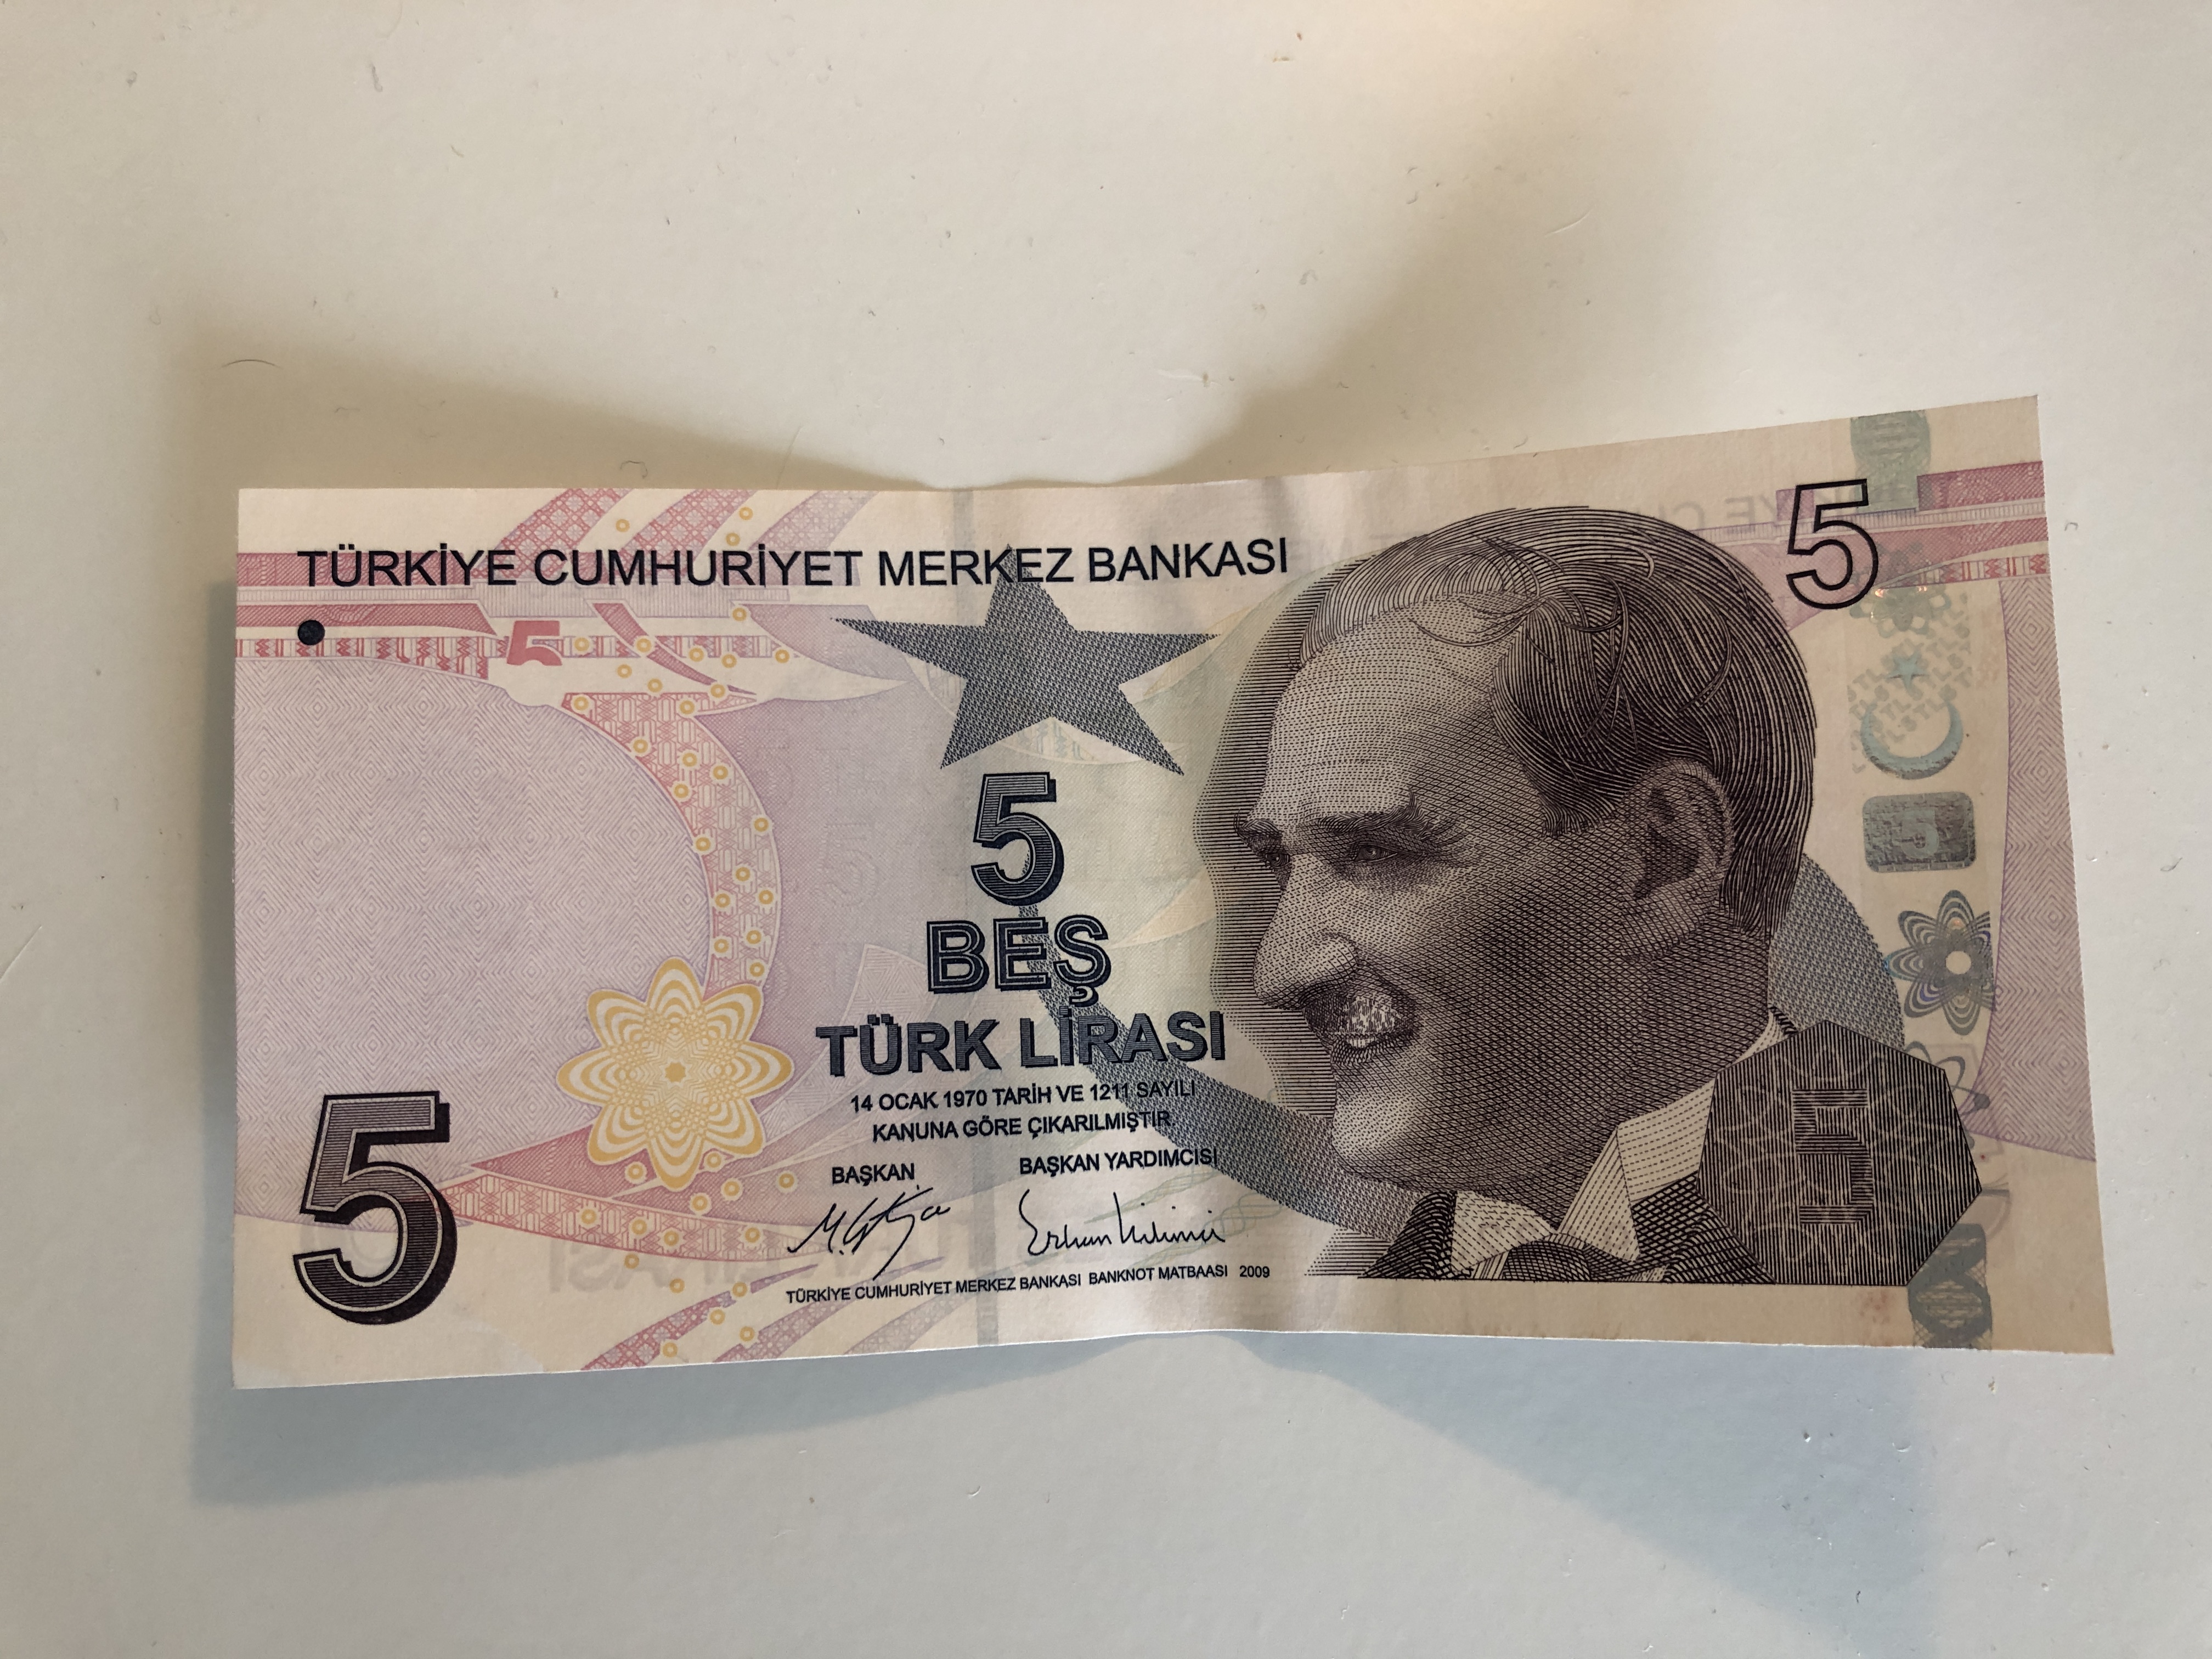 TÜRKİYE CUMHURİYET MERKEZ BANKASI
5
5
5
BEŞ
TÜRK LİRASI
14 OCAK 1970 TARİH VE 1211 SAYILI
KANUNA GÖRE ÇIKARILMIŞTIR.
BAŞKAN
BAŞKAN YARDIMCISI
5
5
TÜRKİYE CUMHURİYET MERKEZ BANKASI BANKNOT MATBAASI 2009